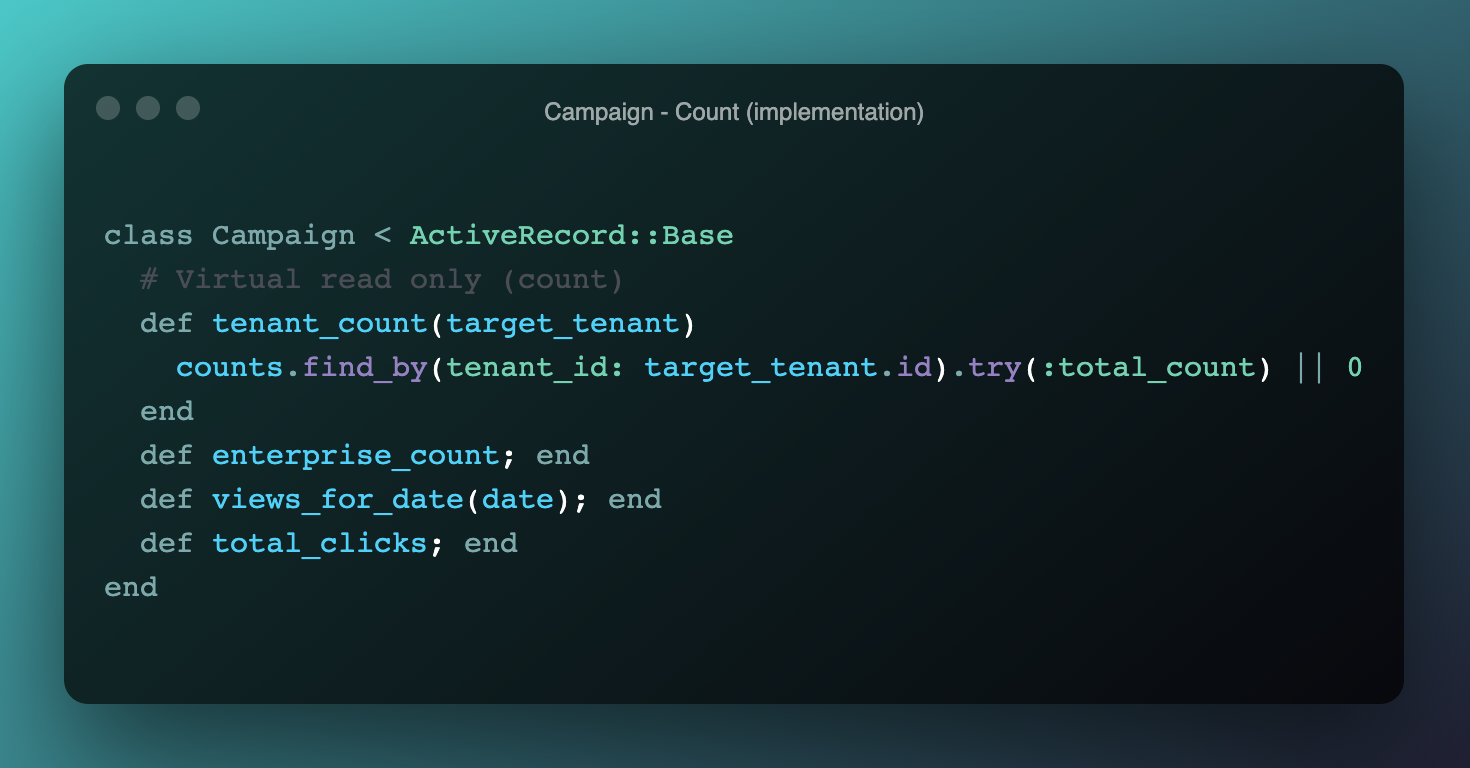 Campaign - Count (implementation)
class Campaign < ActiveRecord::Base
  # Virtual read only (count)
  def tenant_count(target_tenant)
    counts.find_by(tenant_id: target_tenant.id).try(:total_count) || 0
  end
  def enterprise_count; end
  def views_for_date(date); end
  def total_clicks; end
end